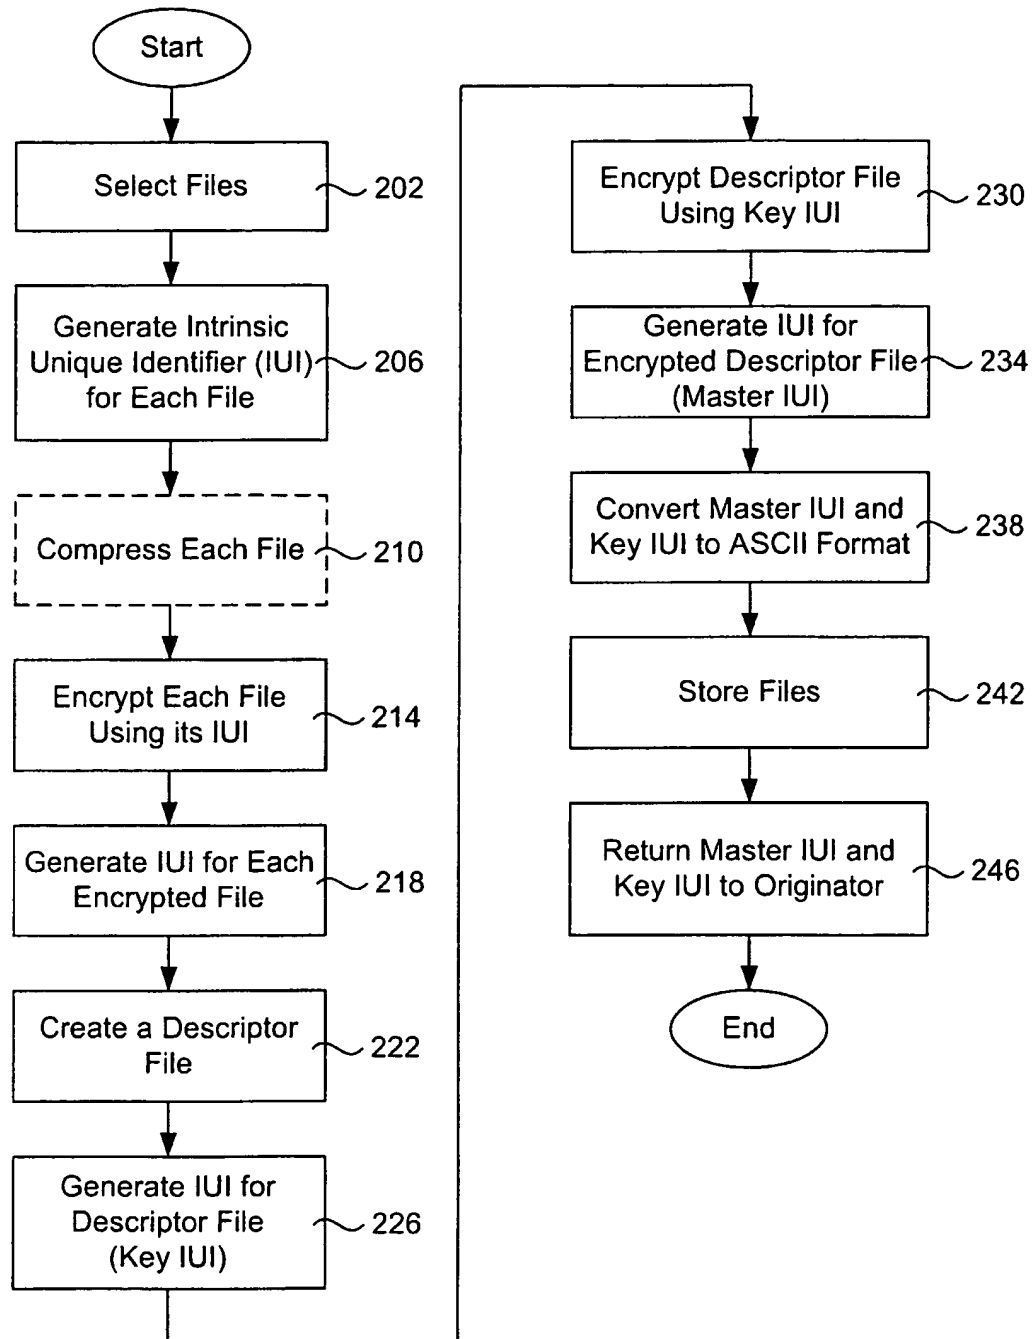 Start
Select Files
202
Generate Intrinsic
Unique Identifier (IUI)
for Each File
206
Compress Each File
210
Encrypt Each File
Using its IUI
214
Generate IUI for Each
Encrypted File
218
Create a Descriptor
File
222
Generate IUI for
Descriptor File
(Key IUI)
226
Encrypt Descriptor File
Using Key IUI
230
Generate IUI for
Encrypted Descriptor File
(Master IUI)
234
Convert Master IUI and
Key IUI to ASCII Format
238
Store Files
242
Return Master IUI and
Key IUI to Originator
246
End